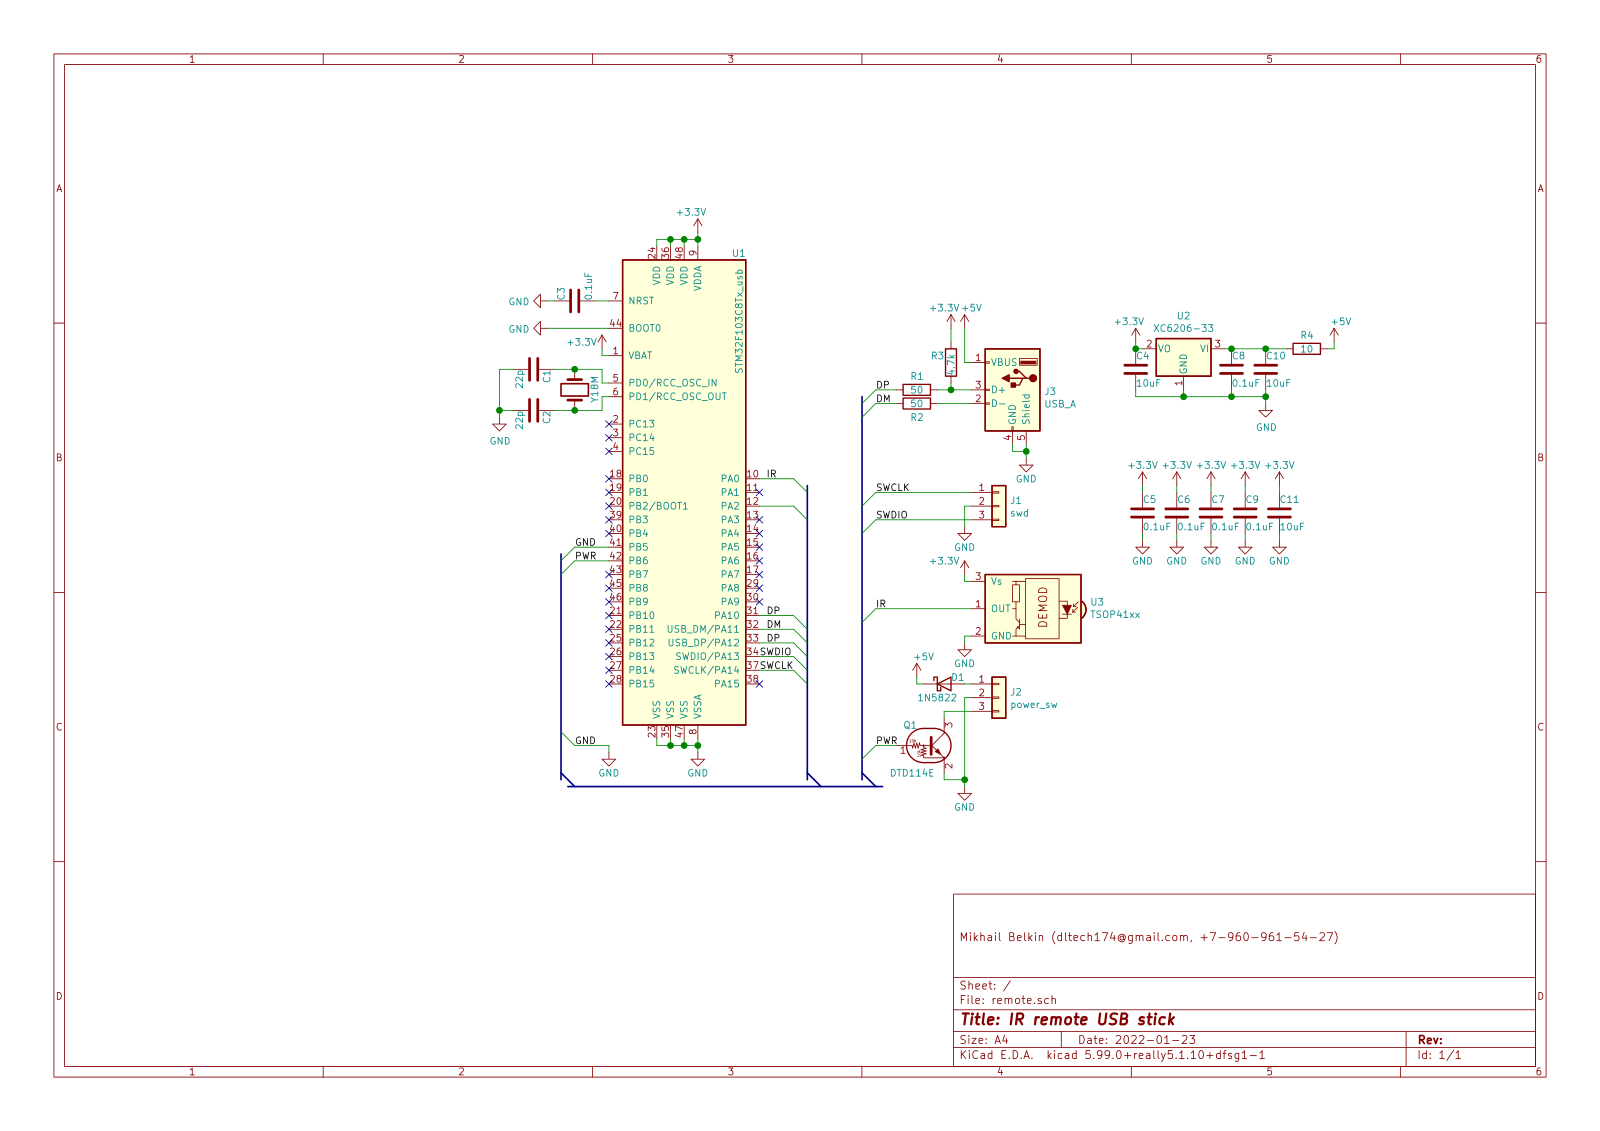 1 2 3 4 5 6
A A
B B
C C
D D
1 2 3 4 5 6
+3.3V
U1
STM32F103C8Tx_usb
24 36 48 9
VDD VDD VDD VDDA
GND C3 0.1uF 7 NRST
GND 44 BOOT0
+3.3V 1 VBAT
22p C1 5 PD0/RCC_OSC_IN
Y1 8M
22p C2 6 PD1/RCC_OSC_OUT
GND
2 PC13
3 PC14
4 PC15
18 PB0 PA0 10 IR
19 PB1 PA1 11
20 PB2/BOOT1 PA2 12
39 PB3 PA3 13
40 PB4 PA4 14
GND 41 PB5 PA5 15
PWR 42 PB6 PA6 16
43 PB7 PA7 17
45 PB8 PA8 29
46 PB9 PA9 30
21 PB10 PA10 31 DP
22 PB11 USB_DM/PA11 32 DM
25 PB12 USB_DP/PA12 33 DP
26 PB13 SWDIO/PA13 34 SWDIO
27 PB14 SWCLK/PA14 37 SWCLK
28 PB15 PA15 38
VSS VSS VSS VSSA
23 35 47 8
GND
GND
GND
+3.3V +5V
R3 4.7k
1 VBUS
DP R1 50 3 D+
DM 50 R2 2 D-
GND Shield
4 5
J3
USB_A
GND
SWCLK 1
2
SWDIO 3
J1
swd
GND
+3.3V 3 Vs
IR 1 OUT
2 GND
DEMOD
U3
TSOP41xx
GND
+5V
D1
1N5822
1
2
3
J2
power_sw
Q1
PWR 1
3
2
DTD114E
GND
+3.3V
U2
XC6206-33
2 VO VI 3
GND
1
R4
10
+5V
C4
10uF
C8
0.1uF
C10
10uF
GND
+3.3V +3.3V +3.3V +3.3V +3.3V
C5 C6 C7 C9 C11
0.1uF 0.1uF 0.1uF 0.1uF 10uF
GND GND GND GND GND
Mikhail Belkin (dltech174@gmail.com, +7-960-961-54-27)
Sheet: /
File: remote.sch
Title: IR remote USB stick
Size: A4 Date: 2022-01-23 Rev:
KiCad E.D.A. kicad 5.99.0+really5.1.10+dfsg1-1 Id: 1/1